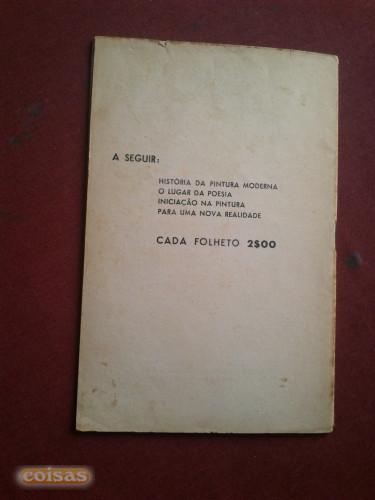 A SEGUIR:
HISTÓRIA DA PINTURA MODERNA
O LUGAR DA POESIA
INICIAÇÃO NA PINTURA
PARA UMA NOVA REALIDADE
CADA FOLHETO 2$00
coisas